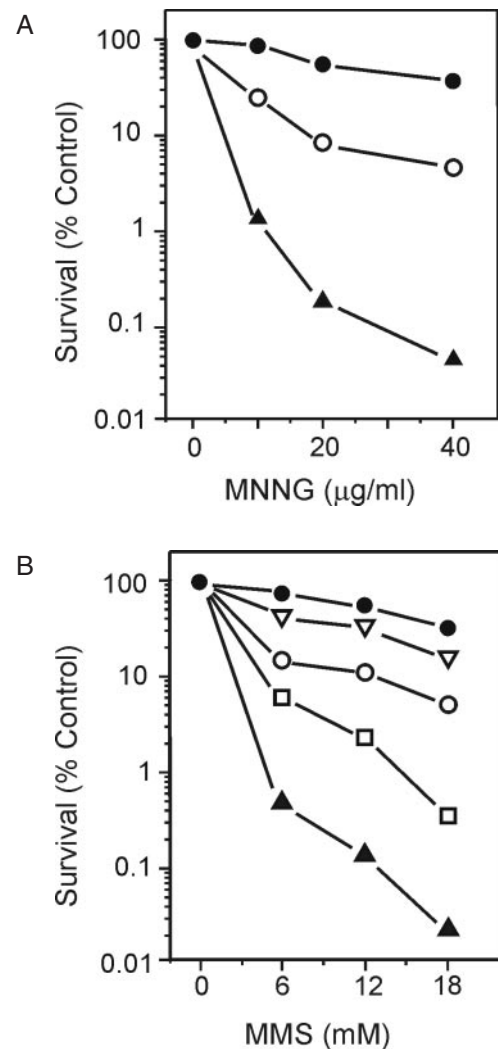 A
Survival (% Control)
100
10
1
0.1
0.01
0 20 40
MNNG (μg/ml)
B
Survival (% Control)
100
10
1
0.1
0.01
0 6 12 18
MMS (mM)